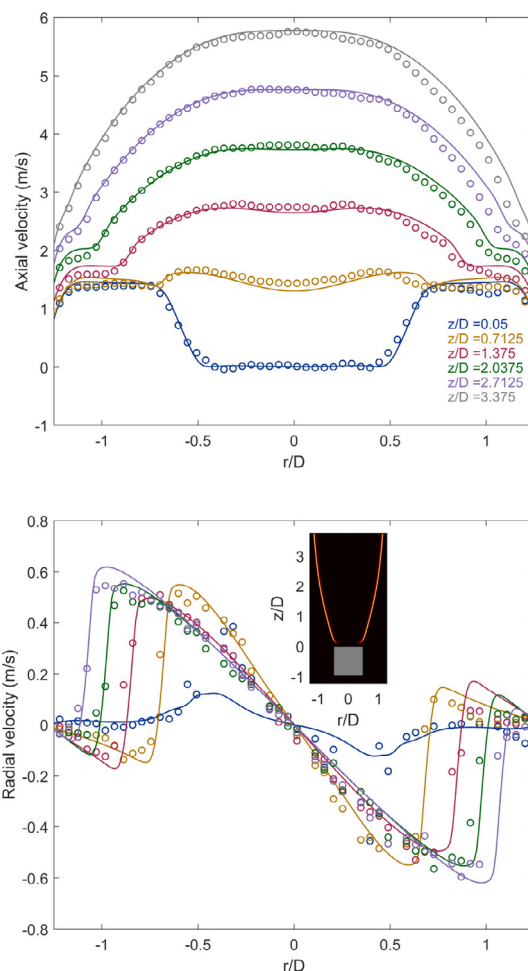 6
5
4
3
2
1
0
-1
Axial velocity (m/s)
z/D =0.05
z/D =0.7125
z/D =1.375
z/D =2.0375
z/D =2.7125
z/D =3.375
-1 -0.5 0 0.5 1
r/D
0.8
0.6
0.4
0.2
0
-0.2
-0.4
-0.6
-0.8
Radial velocity (m/s)
3
2
1
0
-1
z/D
-1 0 1
r/D
-1 -0.5 0 0.5 1
r/D